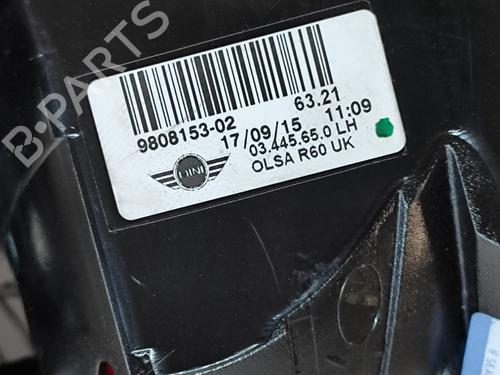 B-PARTS
9808153-02 63.21
17/09/15 11:09
03.445.65.0 LH
OLSA R60 UK
MINI